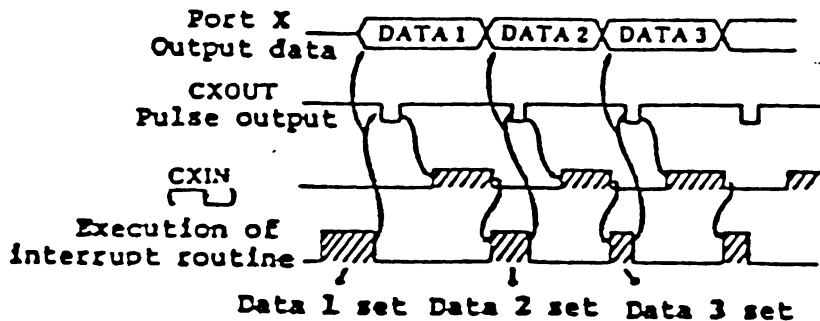 Port X
Output data
DATA 1 DATA 2 DATA 3
CXOUT
Pulse output
CXIN
Execution of
interrupt routine
Data 1 set Data 2 set Data 3 set